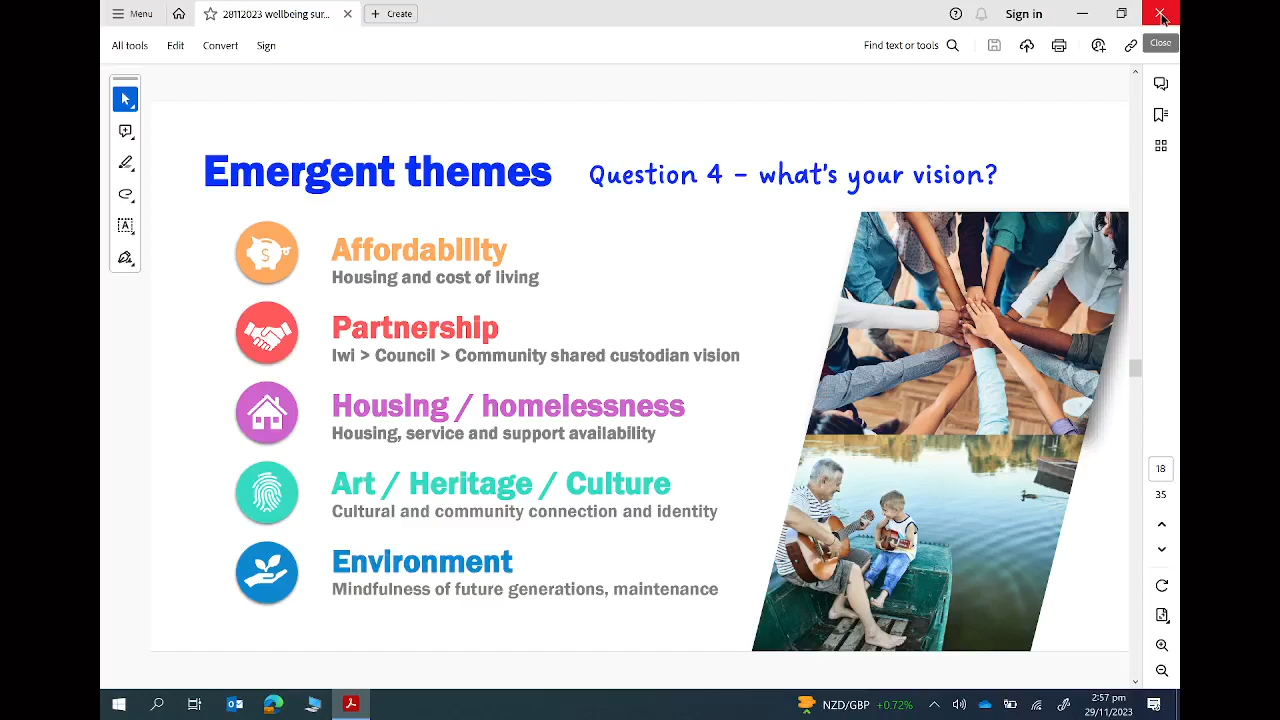 Menu
28112023 wellbeing sur...
Create
Sign in
All tools
Edit
Convert
Sign
Find text or tools
Close
Emergent themes
Question 4 - what's your vision?
Affordability
Housing and cost of living
Partnership
Iwi > Council > Community shared custodian vision
Housing / homelessness
Housing, service and support availability
Art / Heritage / Culture
Cultural and community connection and identity
Environment
Mindfulness of future generations, maintenance
18
35
NZD/GBP +0.72%
2:57 pm
29/11/2023